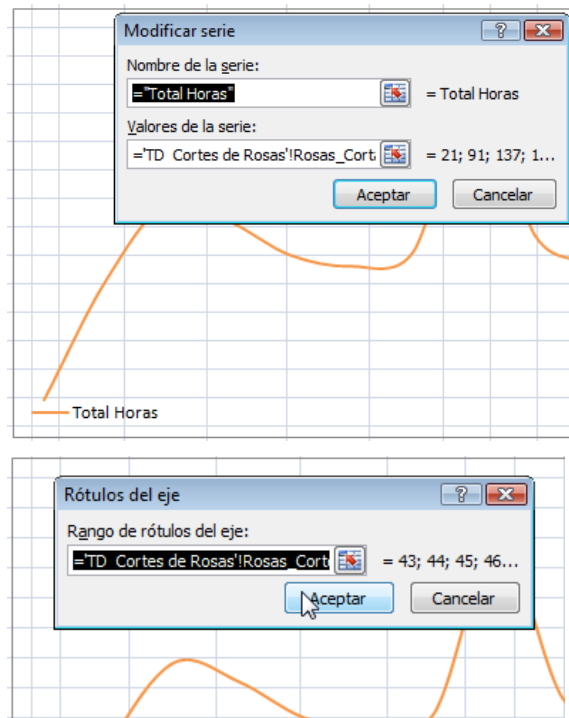 Modificar serie
Nombre de la serie:
="Total Horas"
= Total Horas
Valores de la serie:
='TD Cortes de Rosas'!Rosas_Cort
= 21; 91; 137; 1...
Aceptar
Cancelar
Total Horas
Rótulos del eje
Rango de rótulos del eje:
='TD Cortes de Rosas'!Rosas_Cort
= 43; 44; 45; 46...
Aceptar
Cancelar